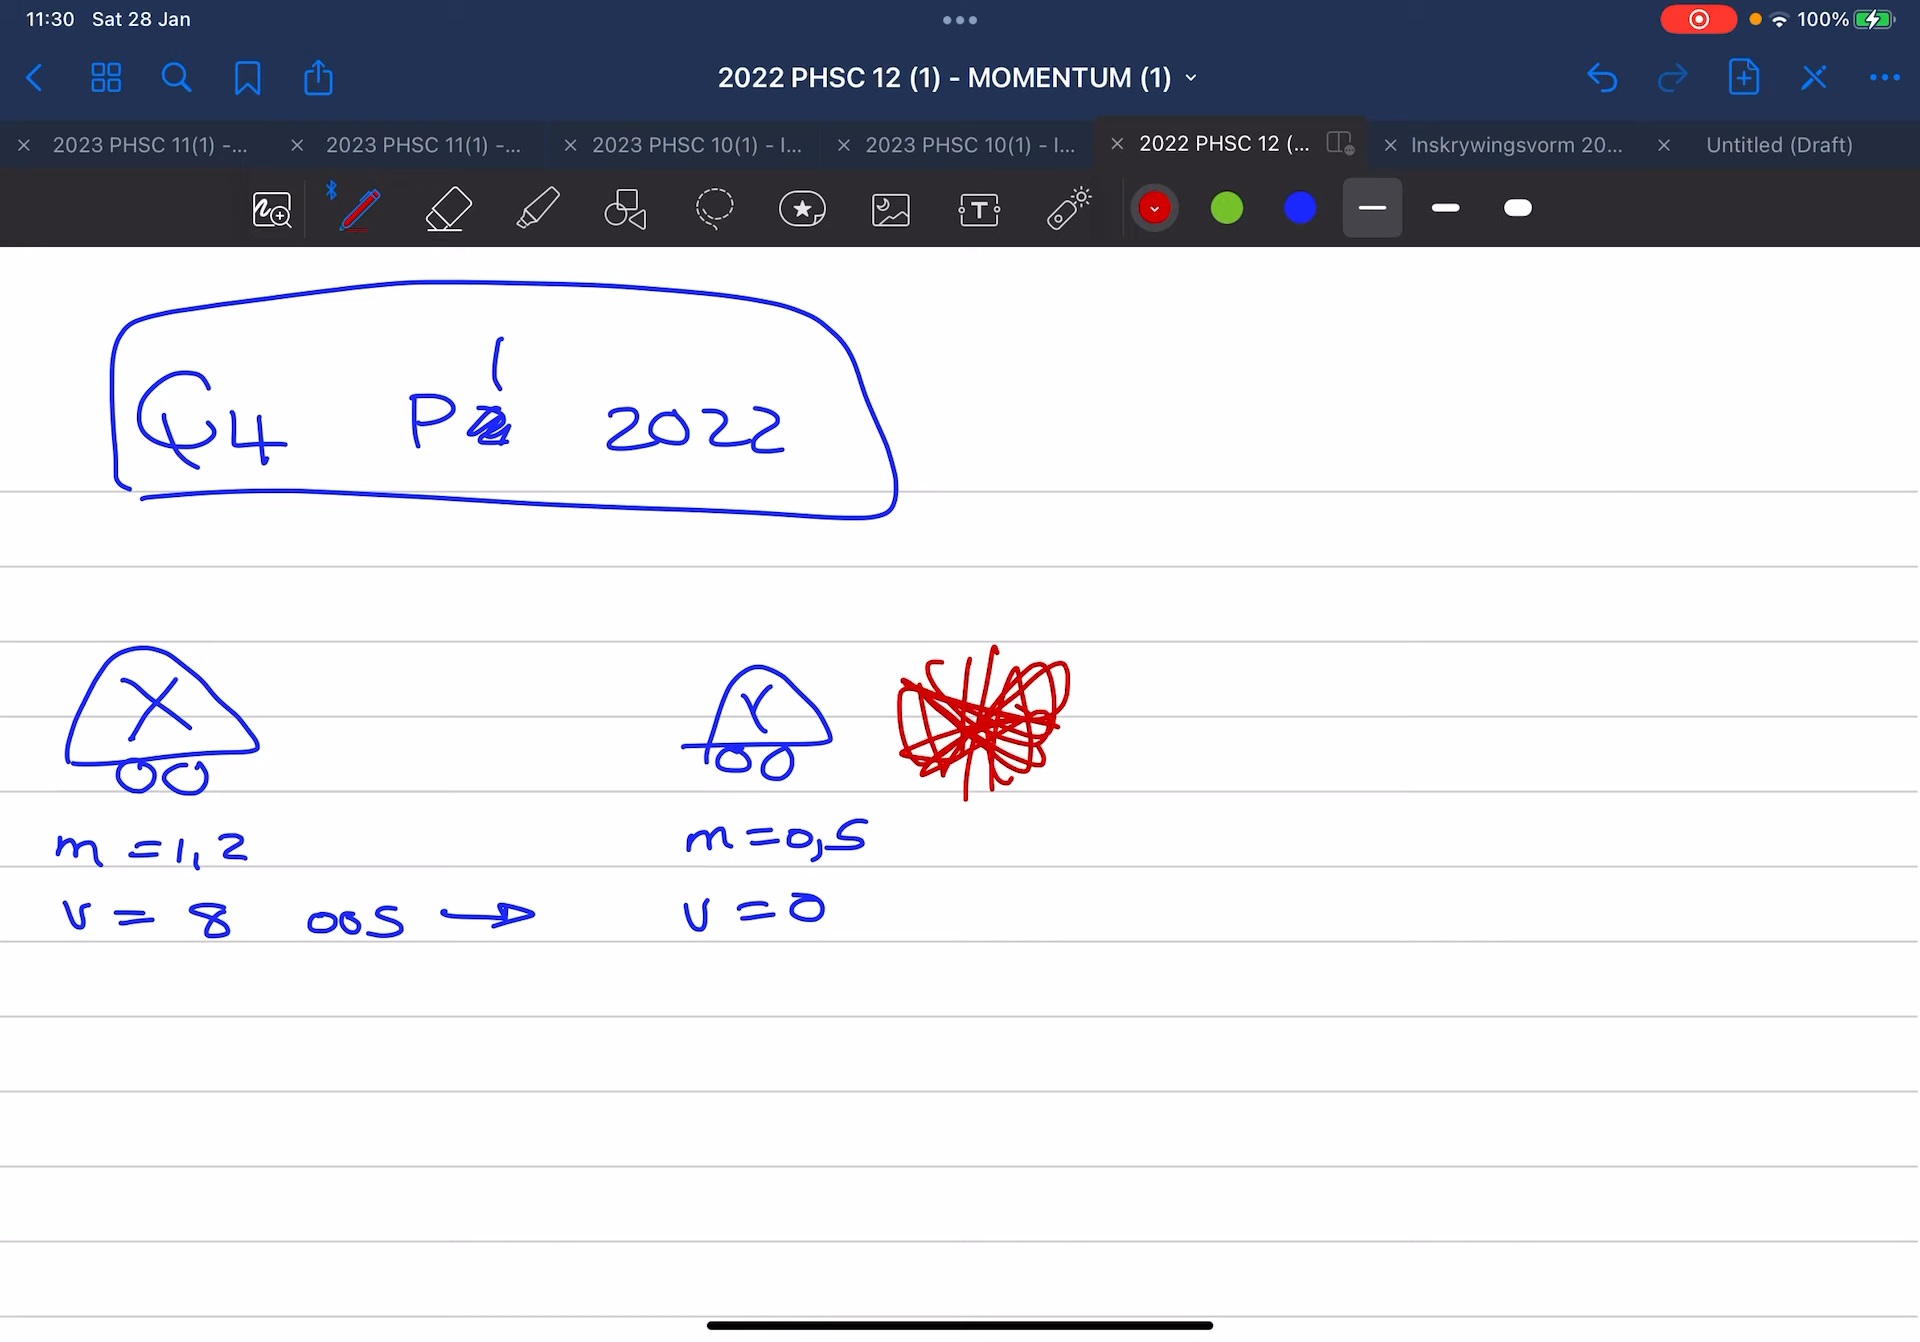 11:30 Sat 28 Jan 100%
2022 PHSC 12 (1) - MOMENTUM (1)
2023 PHSC 11(1) -... 2023 PHSC 11(1) -... 2023 PHSC 10(1) - I... 2023 PHSC 10(1) - I... 2022 PHSC 12 (... Inskrywingsvorm 20... Untitled (Draft)
T
Q4 P1 2022
X Y
m = 1,2 m = 0,5
v = 8 oos → v = 0